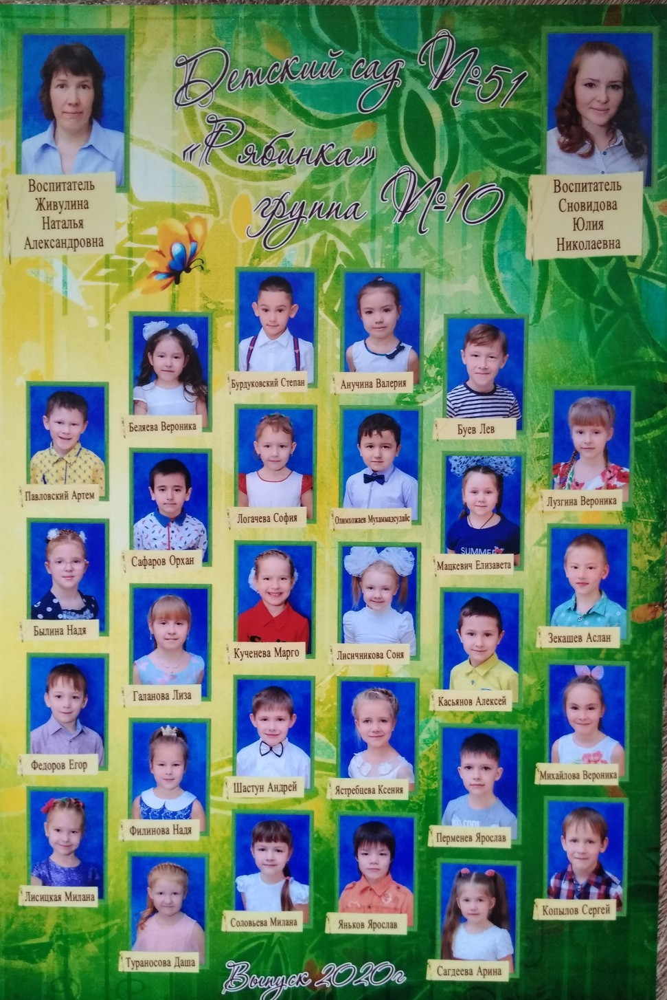 Детский сад №51
«Рябинка»
группа №10
Воспитатель
Живулина
Наталья
Александровна
Воспитатель
Сновидова
Юлия
Николаевна
Бурдуковский Степан
Анучина Валерия
Беляева Вероника
Буев Лев
Павловский Артем
Логачева София
Олимхожаев Мухаммадсудайс
Лузгина Вероника
Сафаров Орхан
SUMMER
Мацкевич Елизавета
Былина Надя
Кученева Марго
Лисичникова Соня
Зекашев Аслан
Галанова Лиза
Касьянов Алексей
Федоров Егор
Шастун Андрей
Ястребцева Ксения
Михайлова Вероника
Филинова Надя
Перменев Ярослав
Лисицкая Милана
Соловьева Милана
Яньков Ярослав
Копылов Сергей
Тураносова Даша
Сагдеева Арина
Выпуск 2020г